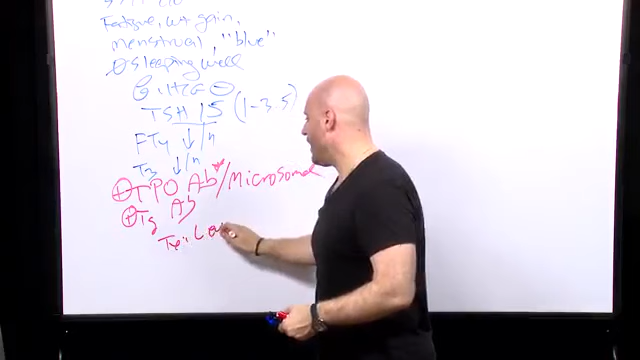 Fatigue, wt gain,
menstrual, "blue"
Ø sleeping well
HCG ⊖
TSH 15 (1-3.5)
FT4 ↓/n
T3 ↓/n
⊕ TPO Ab*/Microsomal
⊕ Tg Ab